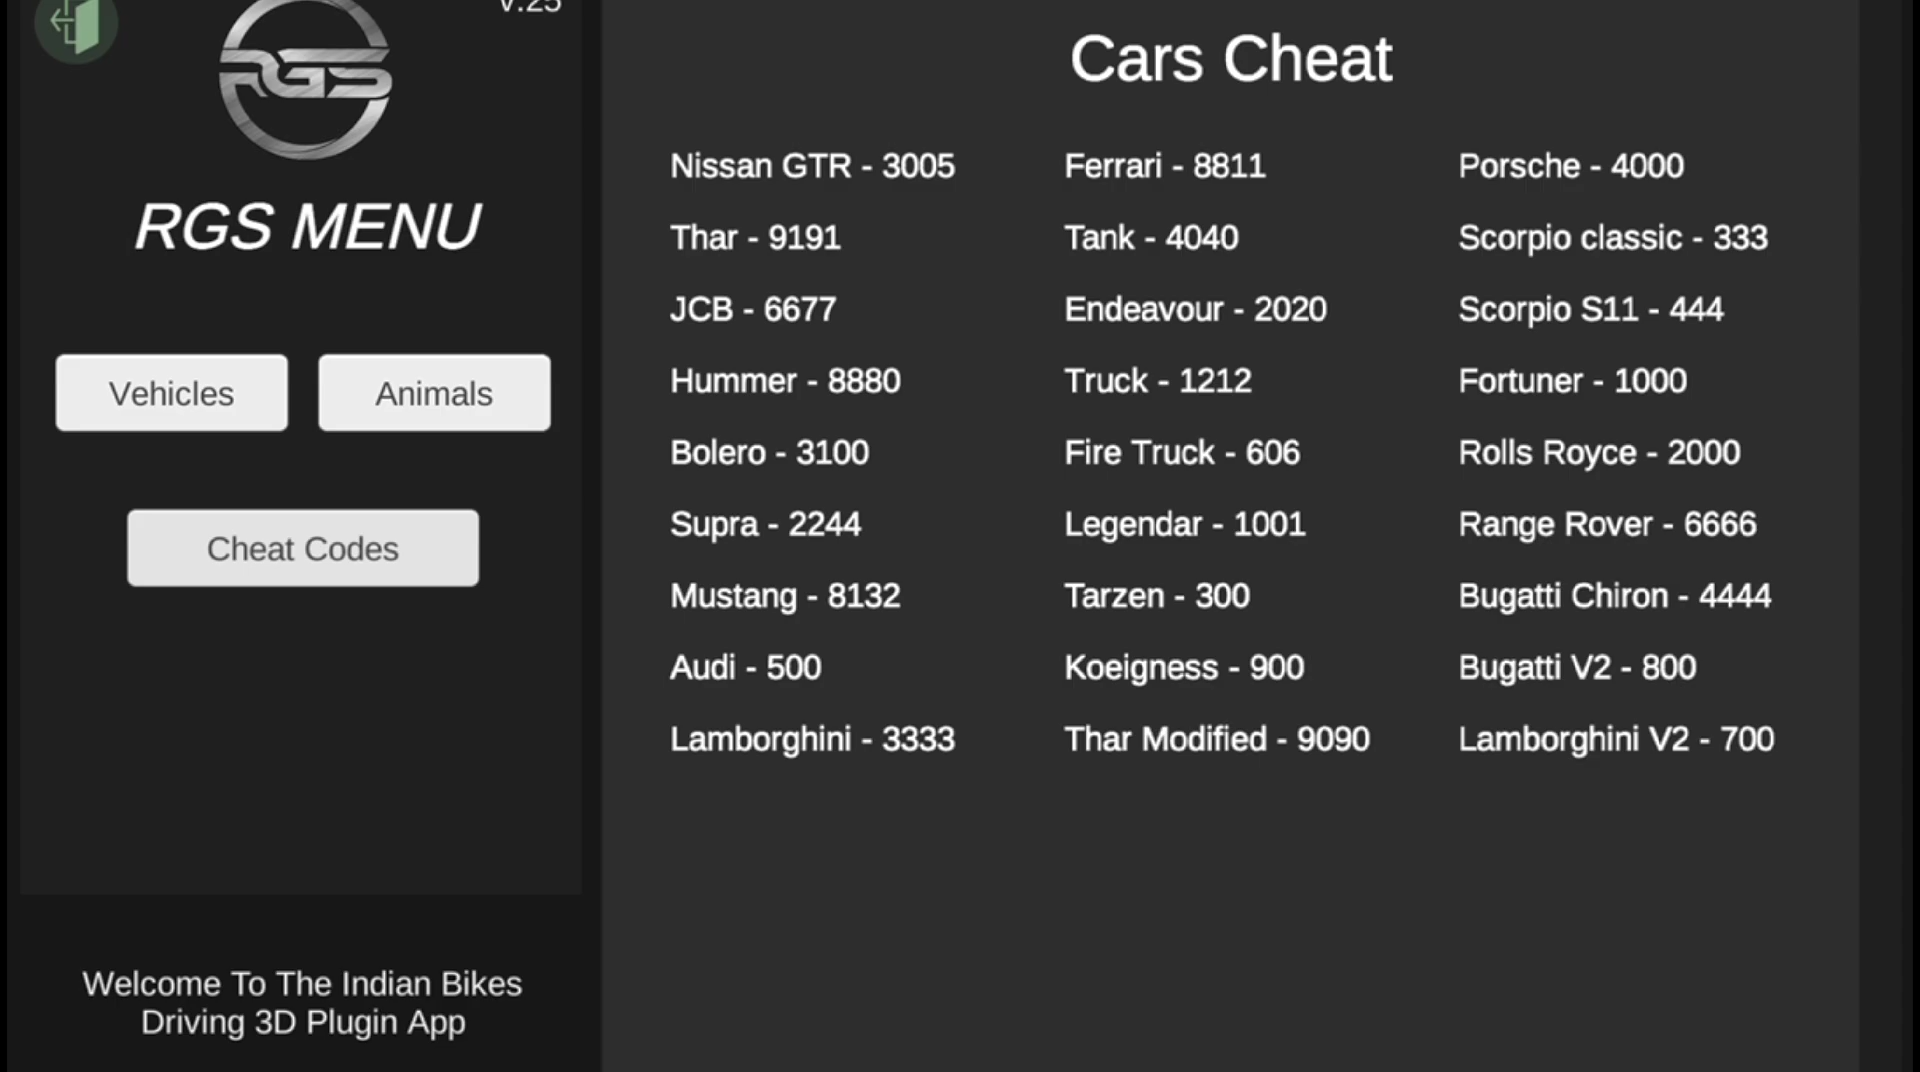 V.25
RGS
RGS MENU
Vehicles
Animals
Cheat Codes
Welcome To The Indian Bikes
Driving 3D Plugin App
Cars Cheat
Nissan GTR - 3005
Thar - 9191
JCB - 6677
Hummer - 8880
Bolero - 3100
Supra - 2244
Mustang - 8132
Audi - 500
Lamborghini - 3333
Ferrari - 8811
Tank - 4040
Endeavour - 2020
Truck - 1212
Fire Truck - 606
Legendar - 1001
Tarzen - 300
Koeigness - 900
Thar Modified - 9090
Porsche - 4000
Scorpio classic - 333
Scorpio S11 - 444
Fortuner - 1000
Rolls Royce - 2000
Range Rover - 6666
Bugatti Chiron - 4444
Bugatti V2 - 800
Lamborghini V2 - 700